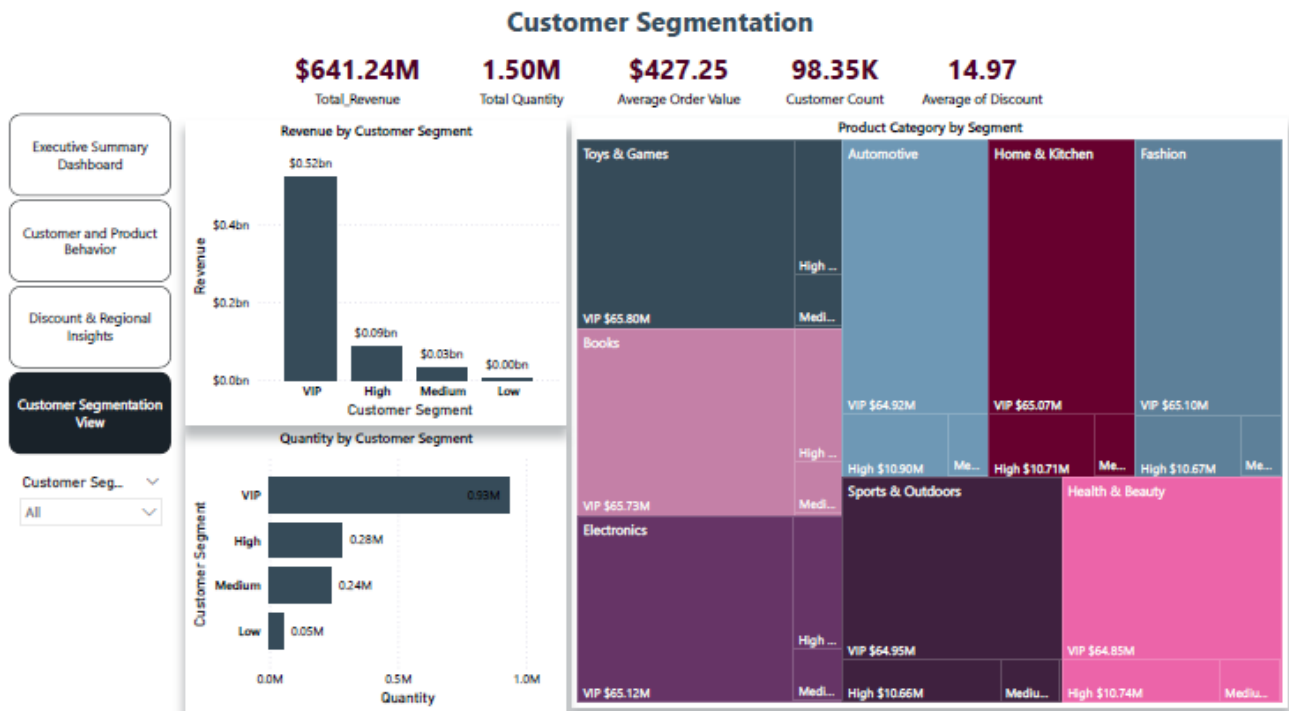 Customer Segmentation
$641.24M
Total_Revenue
1.50M
Total Quantity
$427.25
Average Order Value
98.35K
Customer Count
14.97
Average of Discount
Executive Summary
Dashboard
Customer and Product
Behavior
Discount & Regional
Insights
Customer Segmentation
View
Customer Seg...
All
Revenue by Customer Segment
$0.52bn
$0.4bn
$0.2bn
$0.09bn
$0.03bn
$0.00bn
$0.0bn
VIP
High
Medium
Low
Revenue
Customer Segment
Quantity by Customer Segment
VIP
0.93M
High
0.28M
Medium
0.24M
Low
0.05M
0.0M
0.5M
1.0M
Customer Segment
Quantity
Product Category by Segment
Toys & Games
High ...
VIP $65.80M
Medi...
Books
High ...
VIP $65.73M
Medi...
Electronics
High ...
VIP $65.12M
Medi...
Automotive
VIP $64.92M
High $10.90M
Me...
Home & Kitchen
VIP $65.07M
High $10.71M
Me...
Fashion
VIP $65.10M
High $10.67M
Me...
Sports & Outdoors
VIP $64.95M
High $10.66M
Mediu...
Health & Beauty
VIP $64.85M
High $10.74M
Mediu...